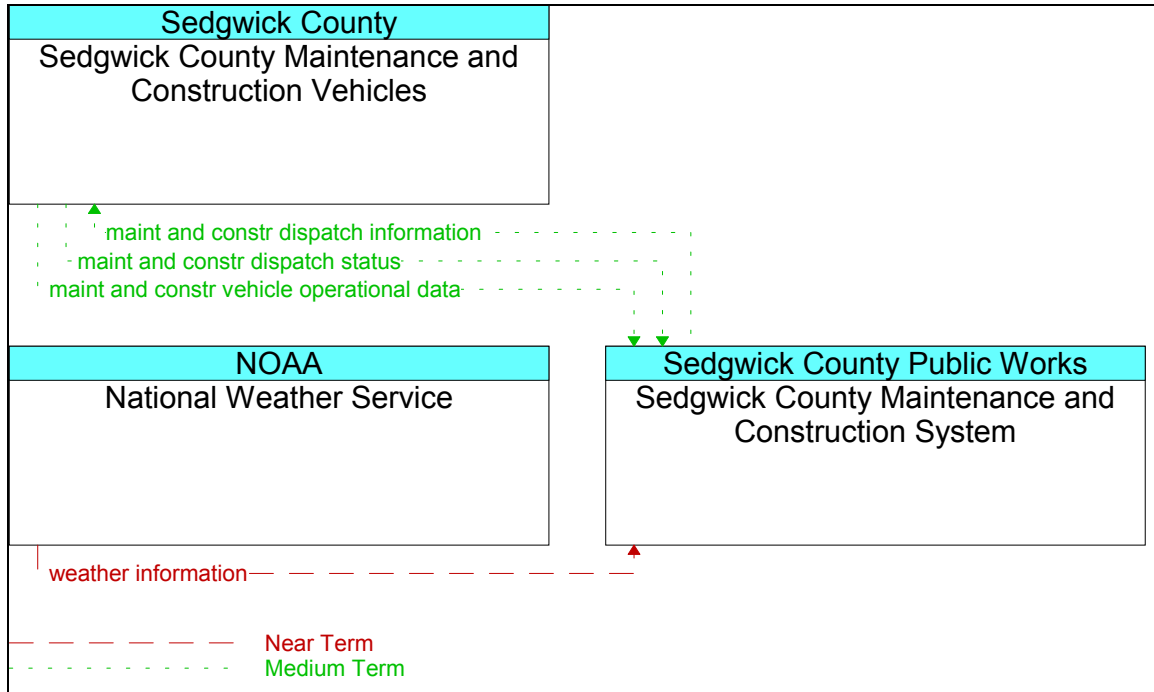 Sedgwick County
Sedgwick County Maintenance and
Construction Vehicles
maint and constr dispatch information
maint and constr dispatch status
maint and constr vehicle operational data
NOAA
National Weather Service
Sedgwick County Public Works
Sedgwick County Maintenance and
Construction System
weather information
Near Term
Medium Term